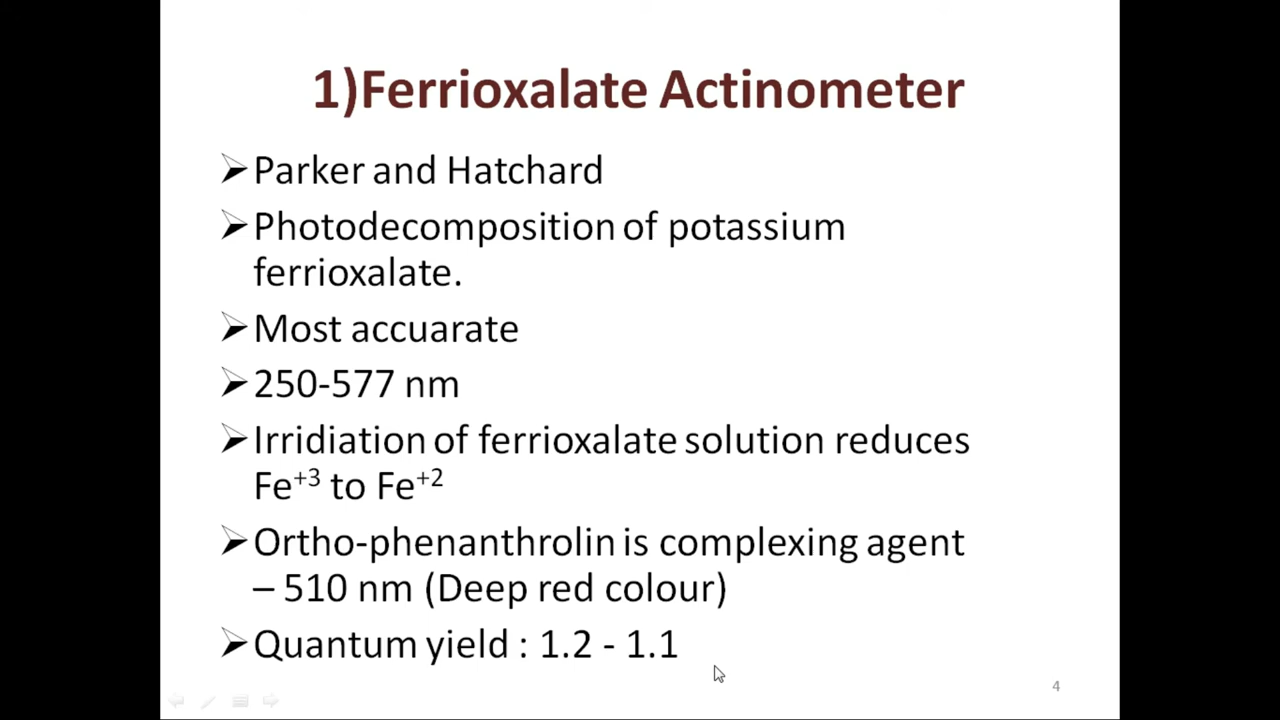 1)Ferrioxalate Actinometer
➢Parker and Hatchard
➢Photodecomposition of potassium
ferrioxalate.
➢Most accuarate
➢250-577 nm
➢Irridiation of ferrioxalate solution reduces
Fe⁺³ to Fe⁺²
➢Ortho-phenanthrolin is complexing agent
– 510 nm (Deep red colour)
➢Quantum yield : 1.2 - 1.1
4